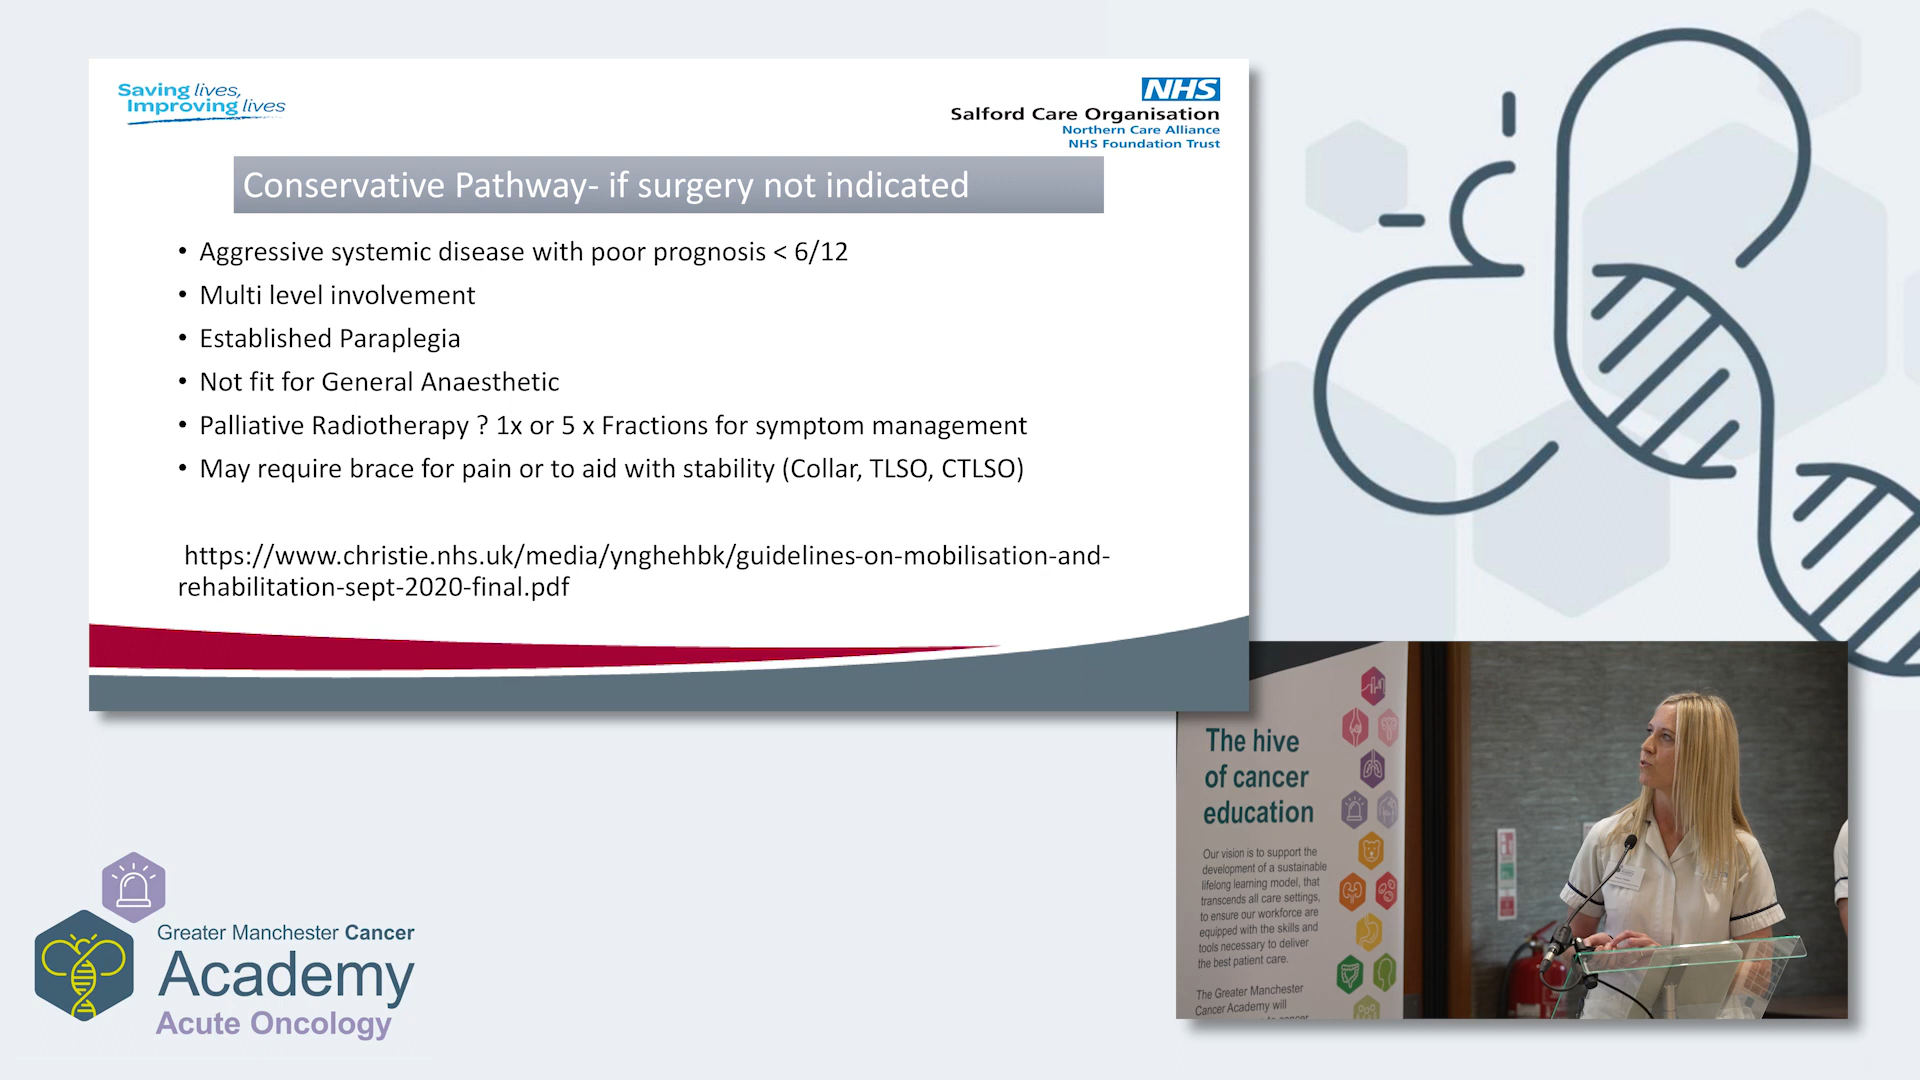 Saving lives,
Improving lives
NHS
Salford Care Organisation
Northern Care Alliance
NHS Foundation Trust
Conservative Pathway- if surgery not indicated
• Aggressive systemic disease with poor prognosis < 6/12
• Multi level involvement
• Established Paraplegia
• Not fit for General Anaesthetic
• Palliative Radiotherapy ? 1x or 5 x Fractions for symptom management
• May require brace for pain or to aid with stability (Collar, TLSO, CTLSO)
https://www.christie.nhs.uk/media/ynghehbk/guidelines-on-mobilisation-and-
rehabilitation-sept-2020-final.pdf
The hive
of cancer
education
Our vision is to support the
development of a sustainable
lifelong learning model, that
transcends all care settings,
to ensure our workforce are
equipped with the skills and
tools necessary to deliver
the best patient care.
The Greater Manchester
Cancer Academy will
Greater Manchester Cancer
Academy
Acute Oncology